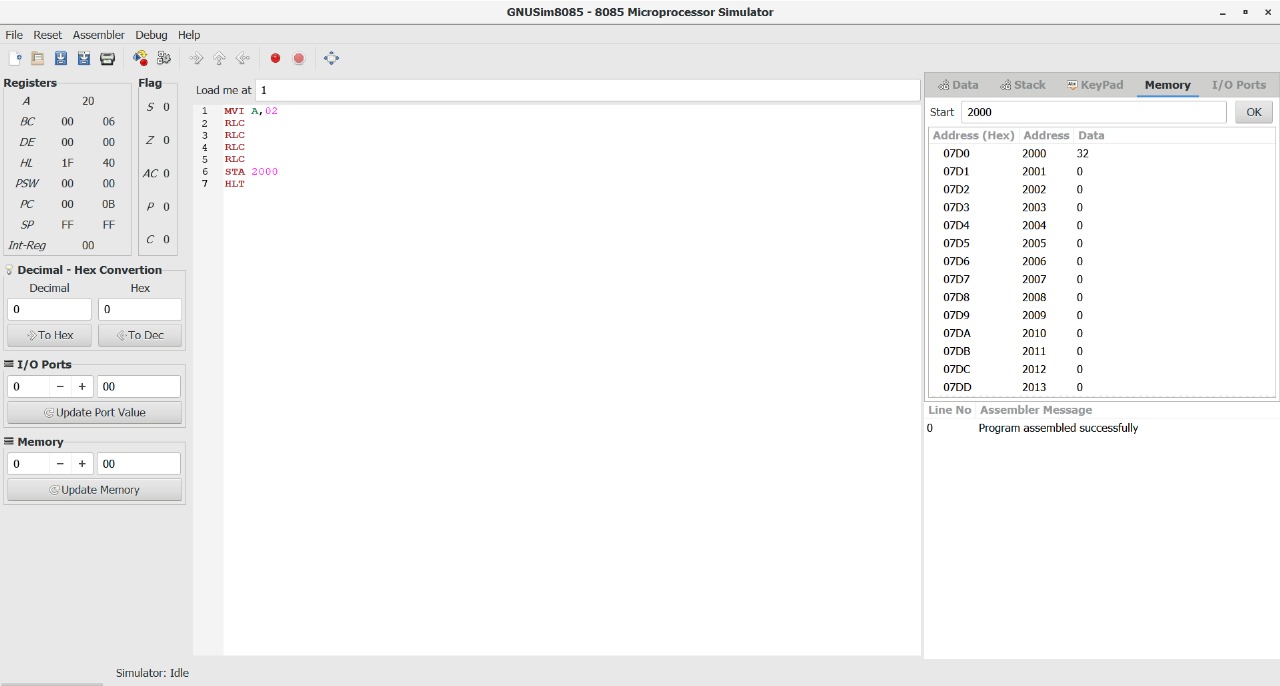 GNUSim8085 - 8085 Microprocessor Simulator
File Reset Assembler Debug Help
Registers
A 20
BC 00 06
DE 00 00
HL 1F 40
PSW 00 00
PC 00 0B
SP FF FF
Int-Reg 00
Flag
S 0
Z 0
AC 0
P 0
C 0
Decimal - Hex Convertion
Decimal Hex
0 0
To Hex To Dec
I/O Ports
0 − + 00
Update Port Value
Memory
0 − + 00
Update Memory
Load me at 1
1 MVI A,02
2 RLC
3 RLC
4 RLC
5 RLC
6 STA 2000
7 HLT
Data Stack KeyPad Memory I/O Ports
Start 2000 OK
Address (Hex) Address Data
07D0 2000 32
07D1 2001 0
07D2 2002 0
07D3 2003 0
07D4 2004 0
07D5 2005 0
07D6 2006 0
07D7 2007 0
07D8 2008 0
07D9 2009 0
07DA 2010 0
07DB 2011 0
07DC 2012 0
07DD 2013 0
Line No Assembler Message
0 Program assembled successfully
Simulator: Idle